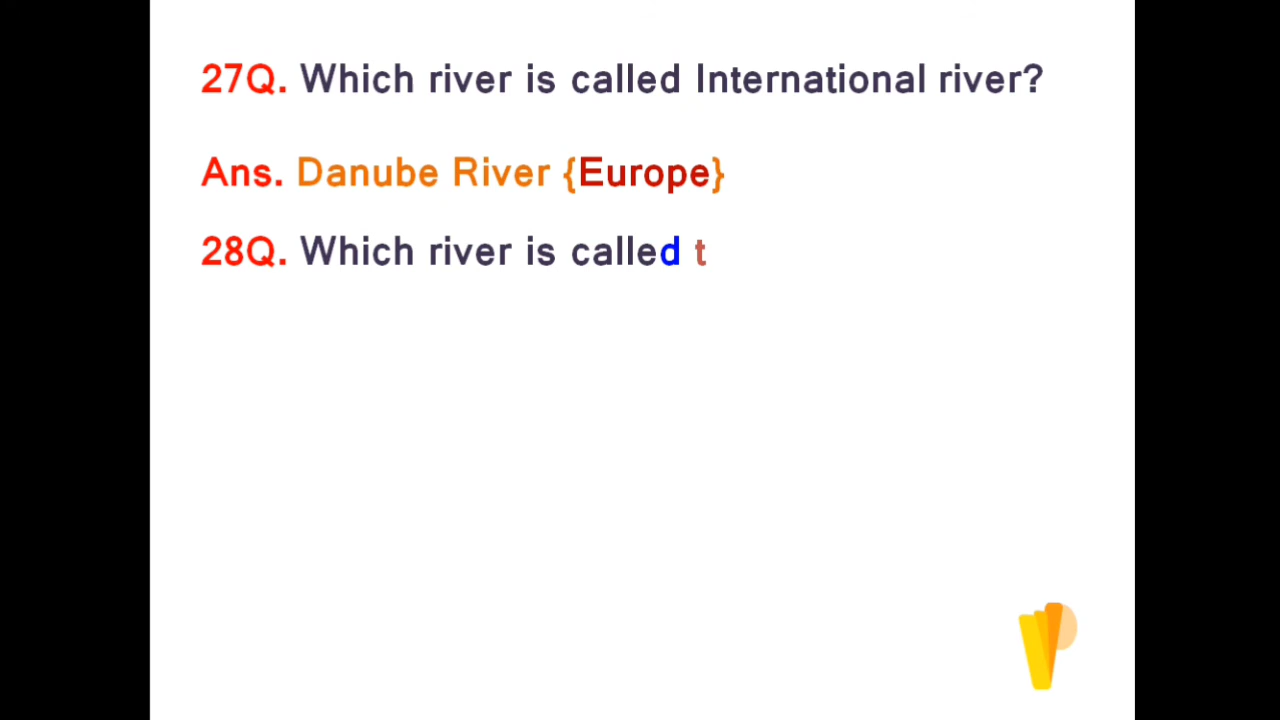 27Q. Which river is called International river?
Ans. Danube River {Europe}
28Q. Which river is called t